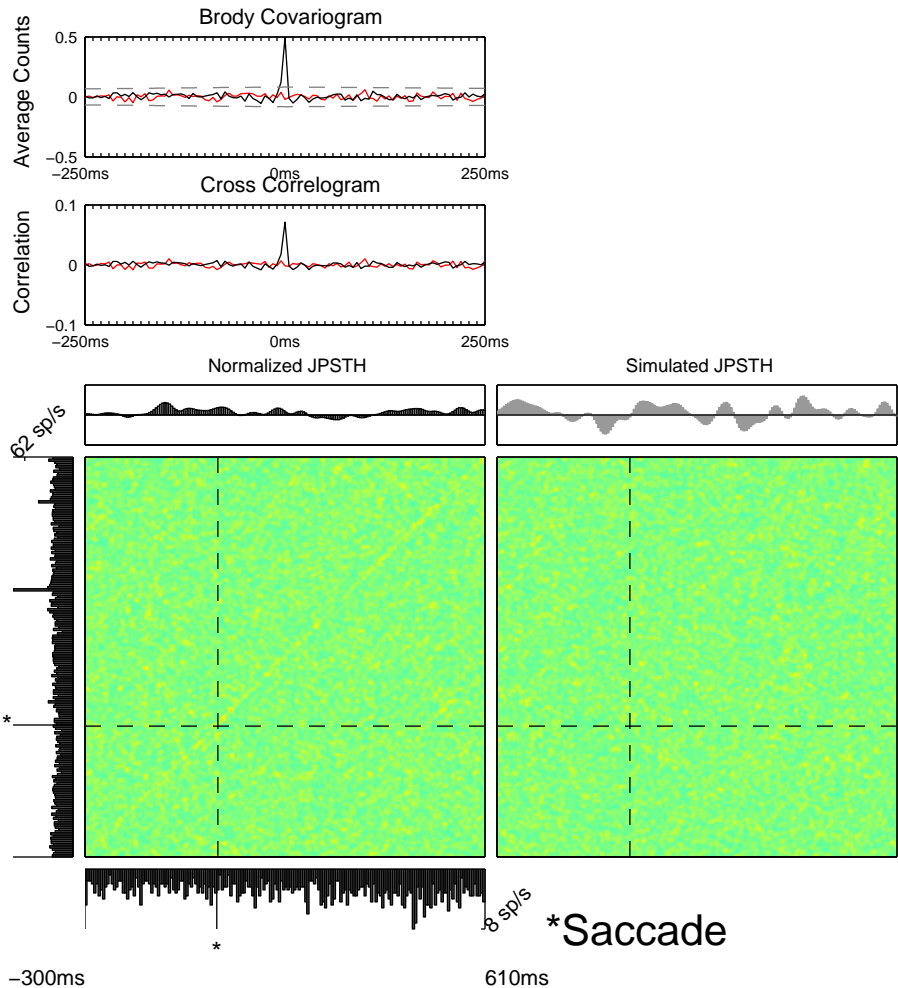 Brody Covariogram
Average Counts
0.5
0
−0.5
−250ms
0ms
250ms
Cross Correlogram
Correlation
0.1
0
−0.1
−250ms
0ms
250ms
Normalized JPSTH
Simulated JPSTH
62 sp/s
*
8 sp/s
*
*Saccade
−300ms
610ms